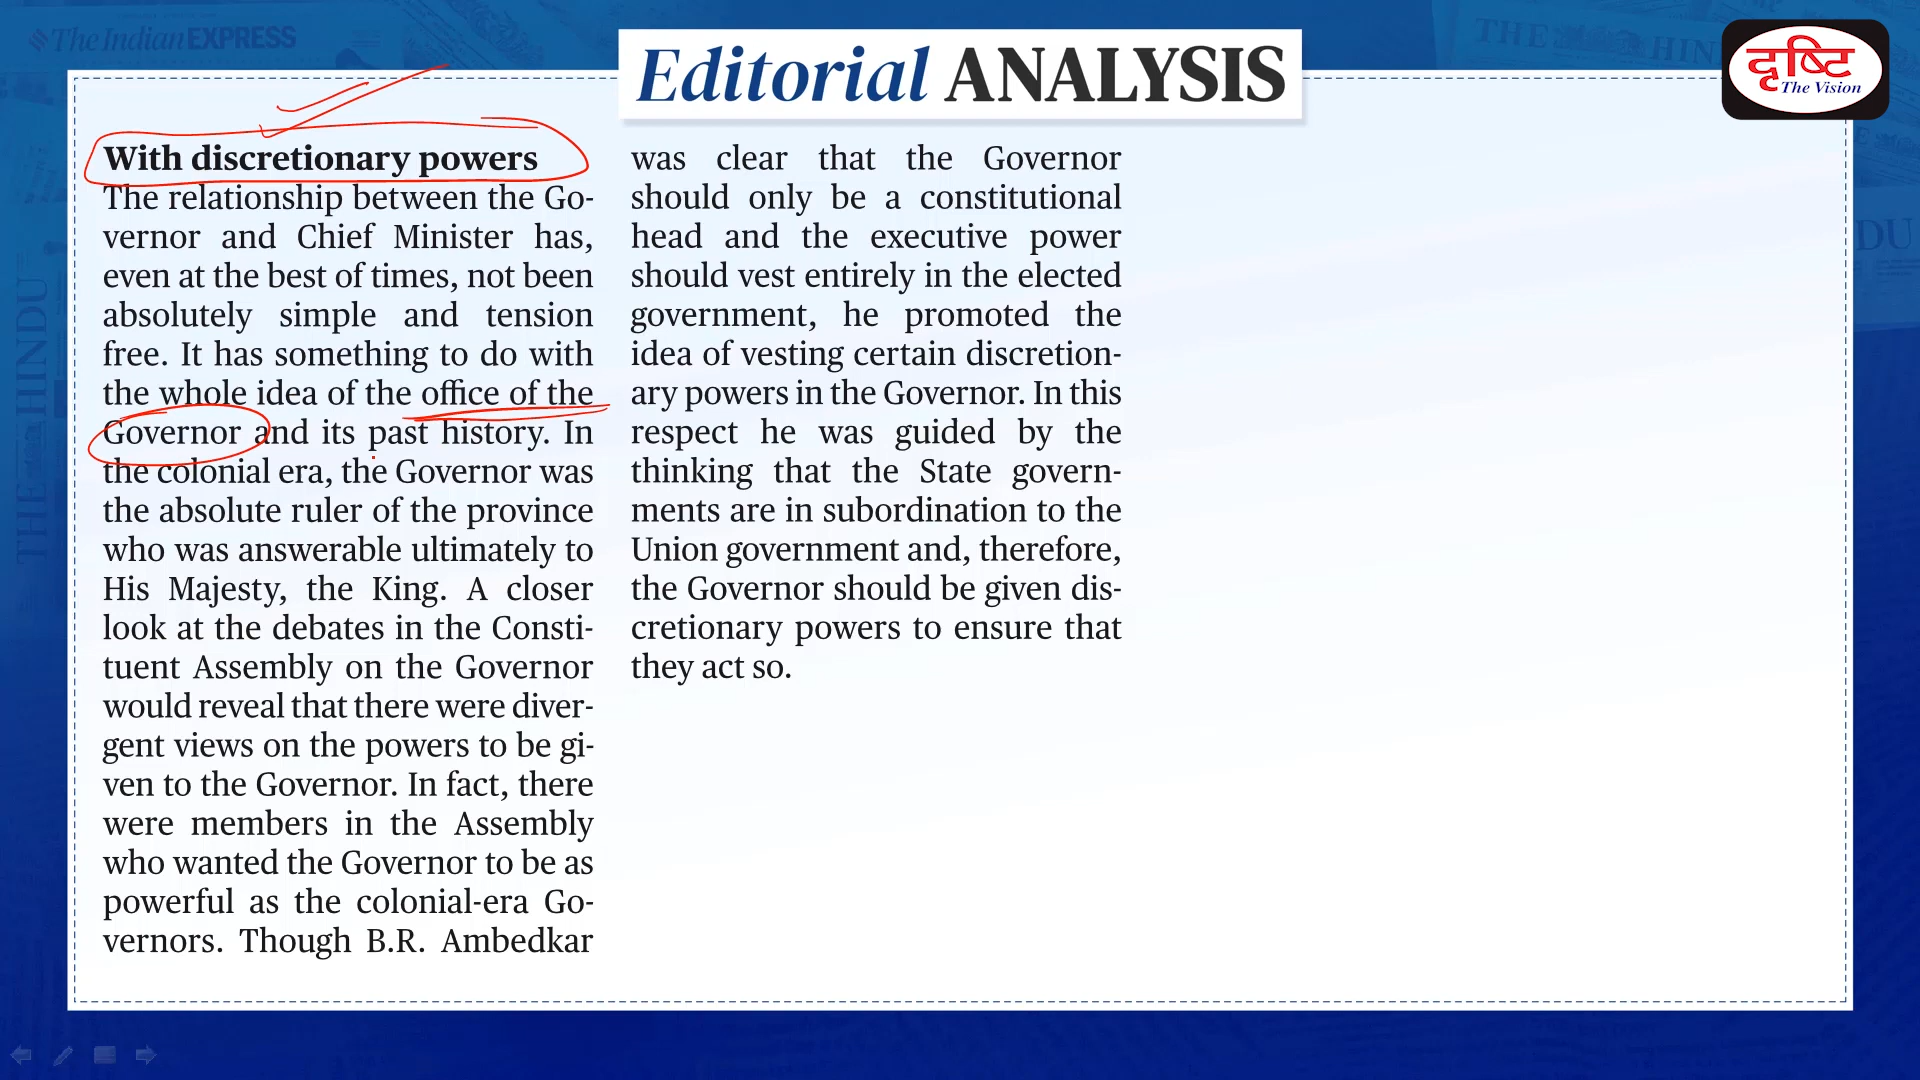 The Indian EXPRESS
THE HINDU
Editorial ANALYSIS
दृष्टि
The Vision
With discretionary powers
The relationship between the Go-
vernor and Chief Minister has,
even at the best of times, not been
absolutely simple and tension
free. It has something to do with
the whole idea of the office of the
Governor and its past history. In
the colonial era, the Governor was
the absolute ruler of the province
who was answerable ultimately to
His Majesty, the King. A closer
look at the debates in the Consti-
tuent Assembly on the Governor
would reveal that there were diver-
gent views on the powers to be gi-
ven to the Governor. In fact, there
were members in the Assembly
who wanted the Governor to be as
powerful as the colonial-era Go-
vernors. Though B.R. Ambedkar
was clear that the Governor
should only be a constitutional
head and the executive power
should vest entirely in the elected
government, he promoted the
idea of vesting certain discretion-
ary powers in the Governor. In this
respect he was guided by the
thinking that the State govern-
ments are in subordination to the
Union government and, therefore,
the Governor should be given dis-
cretionary powers to ensure that
they act so.